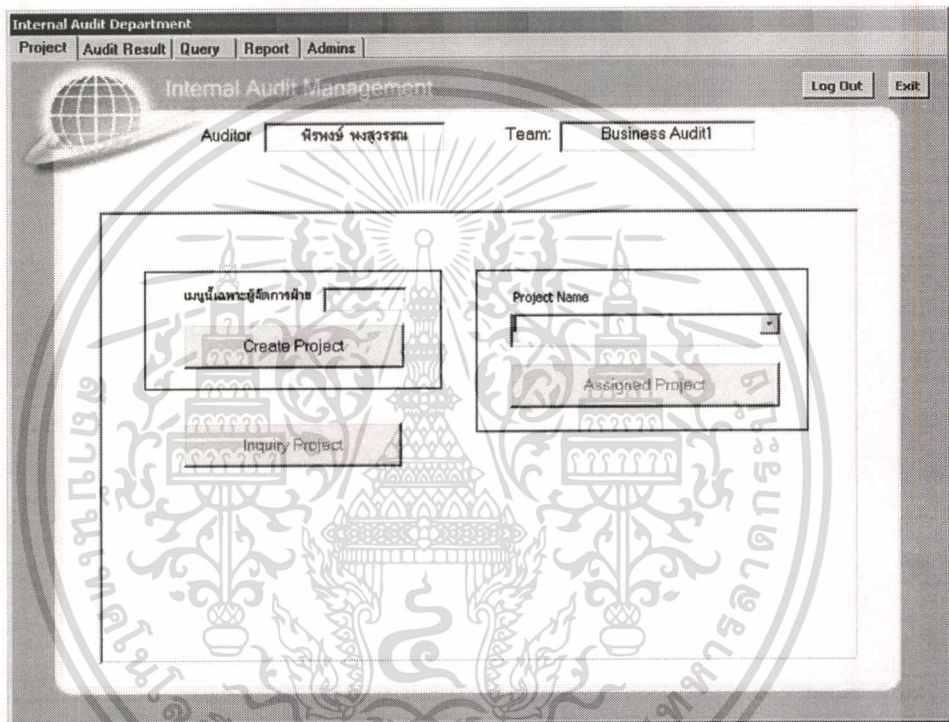 Internal Audit Department
Project Audit Result Query Report Admins
Internal Audit Management
Log Out Exit
Auditor พิรพงษ์ พงสุวรรณ Team: Business Audit1
เมนูนี้เฉพาะผู้จัดการฝ่าย
Project Name
Create Project
Assigned Project
Inquiry Project